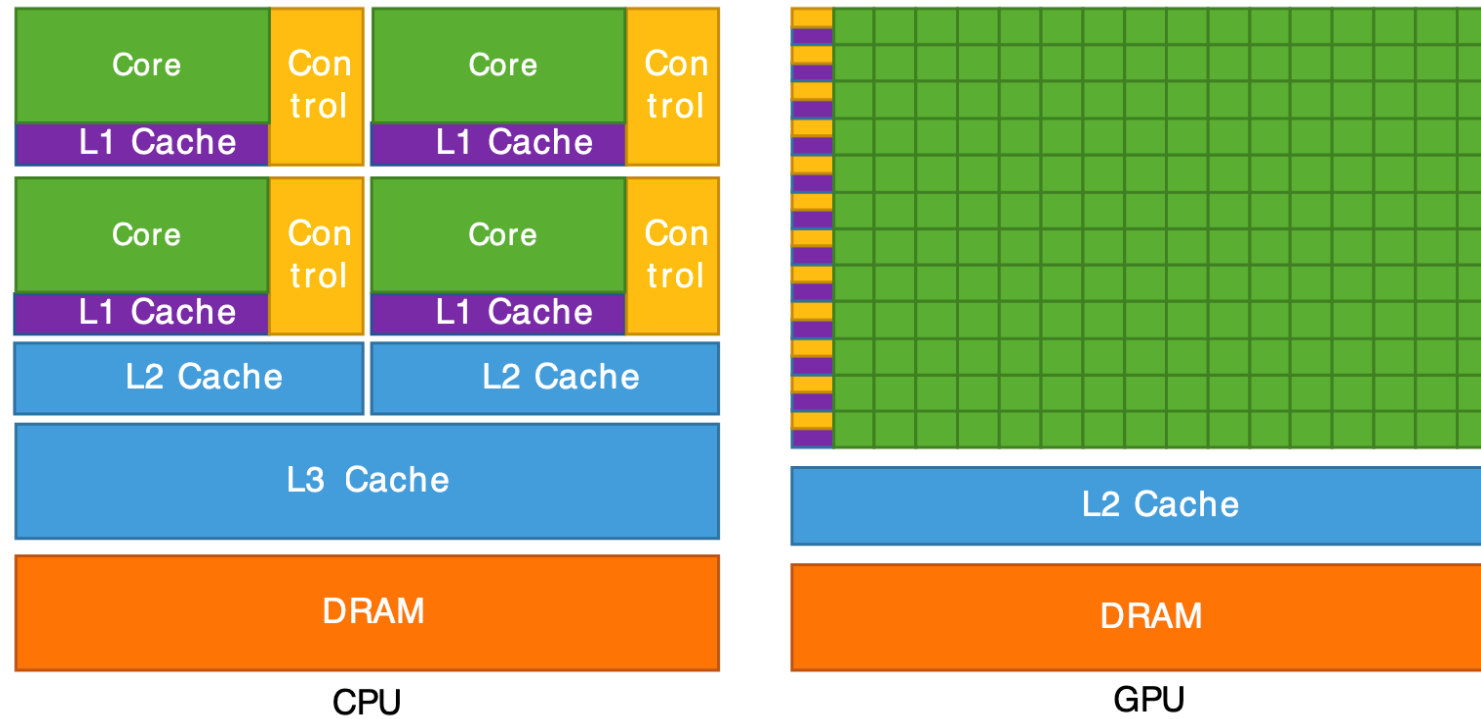 Core
Con
trol
L1 Cache
Core
Con
trol
L1 Cache
Core
Con
trol
L1 Cache
Core
Con
trol
L1 Cache
L2 Cache
L2 Cache
L3 Cache
DRAM
CPU
L2 Cache
DRAM
GPU